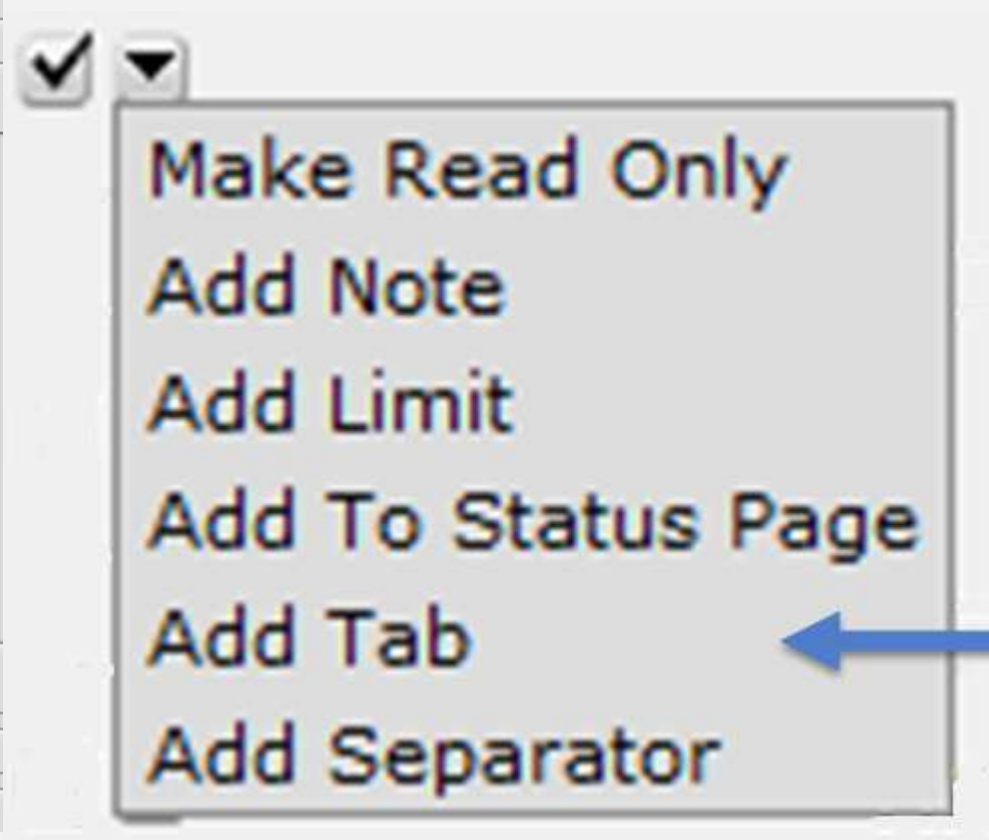 Make Read Only
Add Note
Add Limit
Add To Status Page
Add Tab
Add Separator